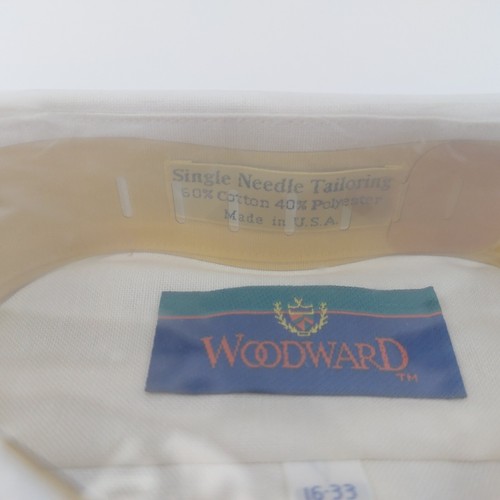 Single Needle Tailoring
60% Cotton 40% Polyester
Made in U.S.A.
WOODWARD
TM
16-33